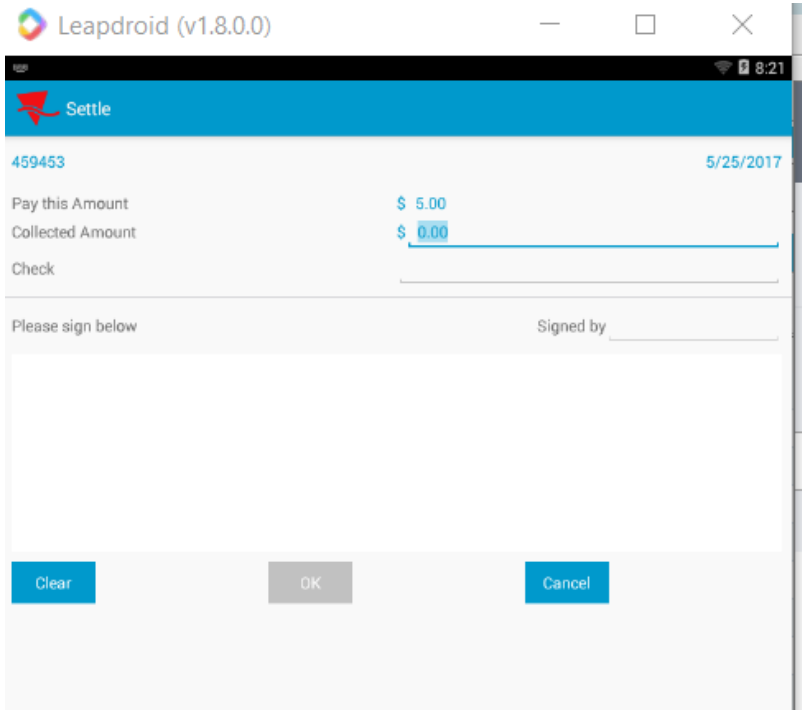 Leapdroid (v1.8.0.0)
8:21
Settle
459453 5/25/2017
Pay this Amount $ 5.00
Collected Amount $ 0.00
Check
Please sign below Signed by
Clear OK Cancel